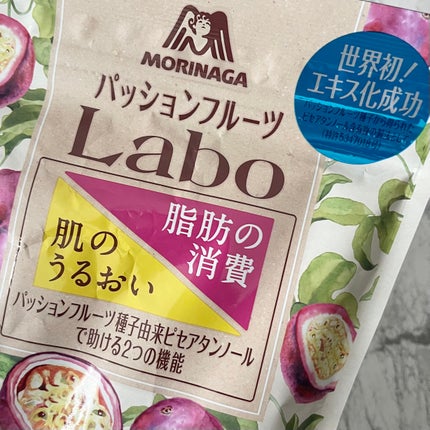 MORINAGA
パッションフルーツ
Labo
世界初!
エキス化成功
脂肪の
消費
肌の
うるおい
パッションフルーツ種子由来ピセアタンノール
で助ける2つの機能